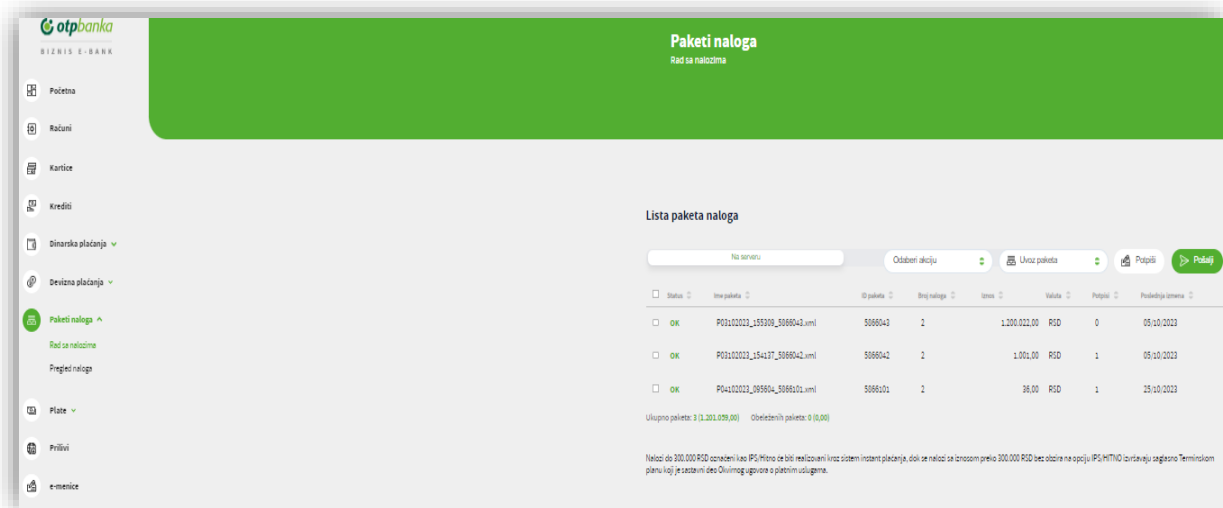 otpbanka
BIZNIS E-BANK
Početna
Računi
Kartice
Krediti
Dinarska plaćanja
Devizna plaćanja
Paketi naloga
Rad sa nalozima
Pregled naloga
Plate
Prilivi
e-menice
Paketi naloga
Rad sa nalozima
Lista paketa naloga
Na serveru Odaberi akciju Uvoz paketa Potpiši Pošalji
Status Ime paketa ID paketa Broj naloga Iznos Valuta Potpisi Poslednja izmena
OK P03102023_155309_5866043.xml 5866043 2 1.200.022,00 RSD 0 05/10/2023
OK P03102023_154137_5866042.xml 5866042 2 1.001,00 RSD 1 05/10/2023
OK P04102023_095604_5866101.xml 5866101 2 36,00 RSD 1 25/10/2023
Ukupno paketa: 3 (1.201.059,00) Obeleženih paketa: 0 (0,00)
Nalozi do 300.000 RSD označeni kao IPS/Hitno će biti realizovani kroz sistem instant plaćanja, dok se nalozi sa iznosom preko 300.000 RSD bez obzira na opciju IPS/HITNO izvršavaju saglasno Terminskom
planu koji je sastavni deo Okvirnog ugovora o platnim uslugama.